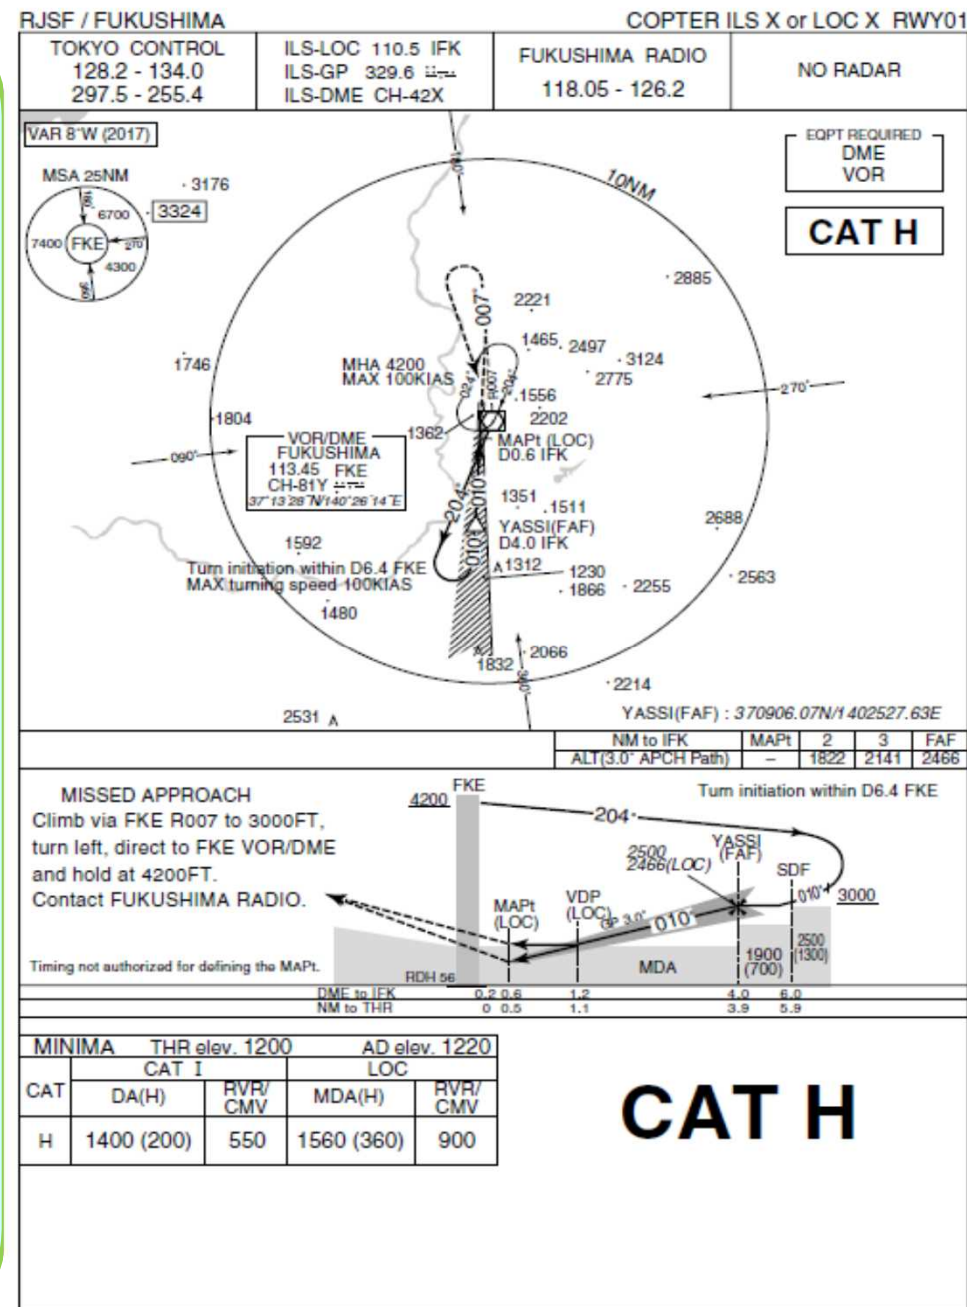 RJSF / FUKUSHIMA
COPTER ILS X or LOC X RWY01
TOKYO CONTROL
128.2 - 134.0
297.5 - 255.4
ILS-LOC 110.5 IFK
ILS-GP 329.6
ILS-DME CH-42X
FUKUSHIMA RADIO
118.05 - 126.2
NO RADAR
VAR 8°W (2017)
EQPT REQUIRED
DME
VOR
CAT H
MSA 25NM
180°
6700
7400
FKE
270°
4300
360°
3176
3324
180°
10NM
2885
2221
007°
1465
2497
3124
2775
1746
MHA 4200
MAX 100KIAS
024°
R007
204°
1556
270°
1804
2202
1362
MAPt (LOC)
D0.6 IFK
VOR/DME
FUKUSHIMA
113.45 FKE
CH-81Y
37°13'28"N/140°26'14"E
090°
204°
010°
1351
1511
YASSI(FAF)
D4.0 IFK
2688
010°
1592
Turn initiation within D6.4 FKE
MAX turning speed 100KIAS
1312
1230
1866
2255
2563
1480
1832
2066
360°
2214
2531
YASSI(FAF) : 370906.07N/1402527.63E
NM to IFK MAPt 2 3 FAF
ALT(3.0° APCH Path) – 1822 2141 2466
MISSED APPROACH
Climb via FKE R007 to 3000FT,
turn left, direct to FKE VOR/DME
and hold at 4200FT.
Contact FUKUSHIMA RADIO.
FKE
4200
Turn initiation within D6.4 FKE
204°
YASSI
(FAF)
2500
2466(LOC)
SDF
010°
3000
MAPt
(LOC)
VDP
(LOC)
GP 3.0°
010°
MDA
1900
(700)
2500
(1300)
Timing not authorized for defining the MAPt.
RDH 56
DME to IFK 0.2 0.6 1.2 4.0 6.0
NM to THR 0 0.5 1.1 3.9 5.9
MINIMA THR elev. 1200 AD elev. 1220
CAT
CAT I
LOC
DA(H)
RVR/
CMV
MDA(H)
RVR/
CMV
H 1400 (200) 550 1560 (360) 900
CAT H